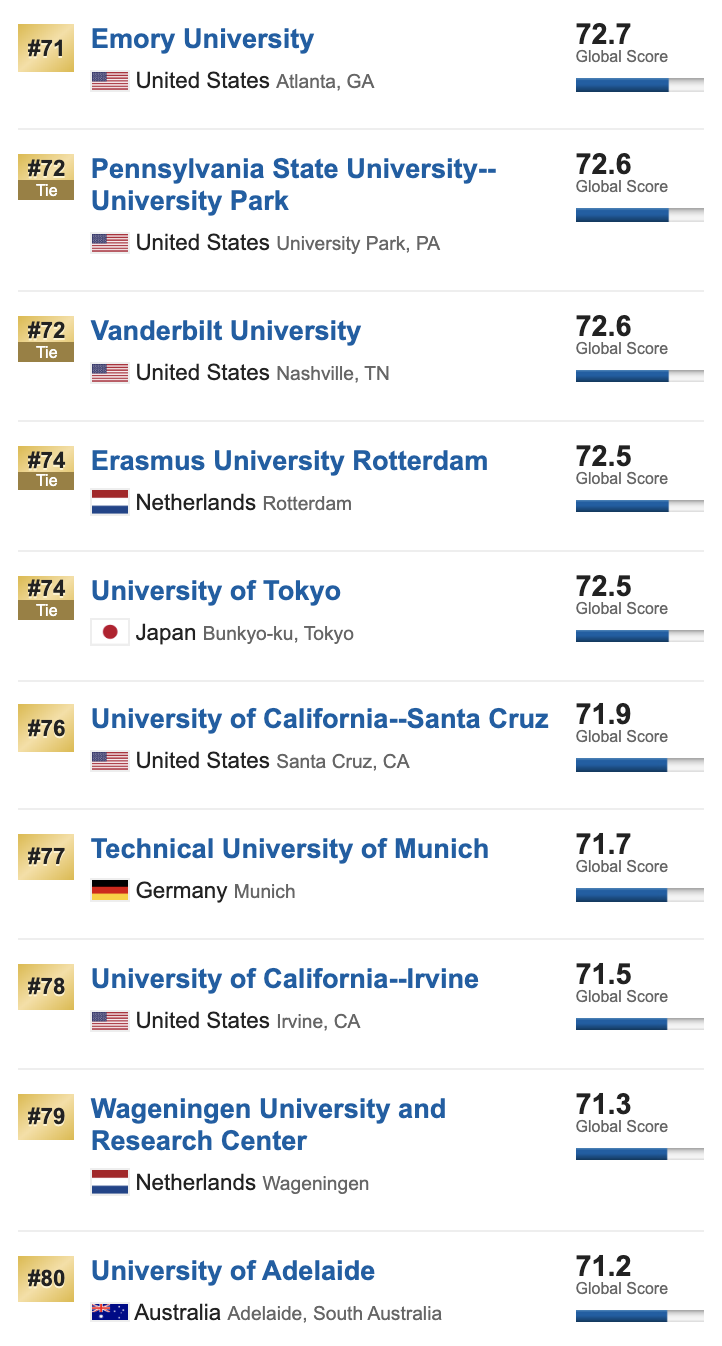 #71
Emory University
United States Atlanta, GA
72.7
Global Score
#72
Tie
Pennsylvania State University--
University Park
United States University Park, PA
72.6
Global Score
#72
Tie
Vanderbilt University
United States Nashville, TN
72.6
Global Score
#74
Tie
Erasmus University Rotterdam
Netherlands Rotterdam
72.5
Global Score
#74
Tie
University of Tokyo
Japan Bunkyo-ku, Tokyo
72.5
Global Score
#76
University of California--Santa Cruz
United States Santa Cruz, CA
71.9
Global Score
#77
Technical University of Munich
Germany Munich
71.7
Global Score
#78
University of California--Irvine
United States Irvine, CA
71.5
Global Score
#79
Wageningen University and
Research Center
Netherlands Wageningen
71.3
Global Score
#80
University of Adelaide
Australia Adelaide, South Australia
71.2
Global Score